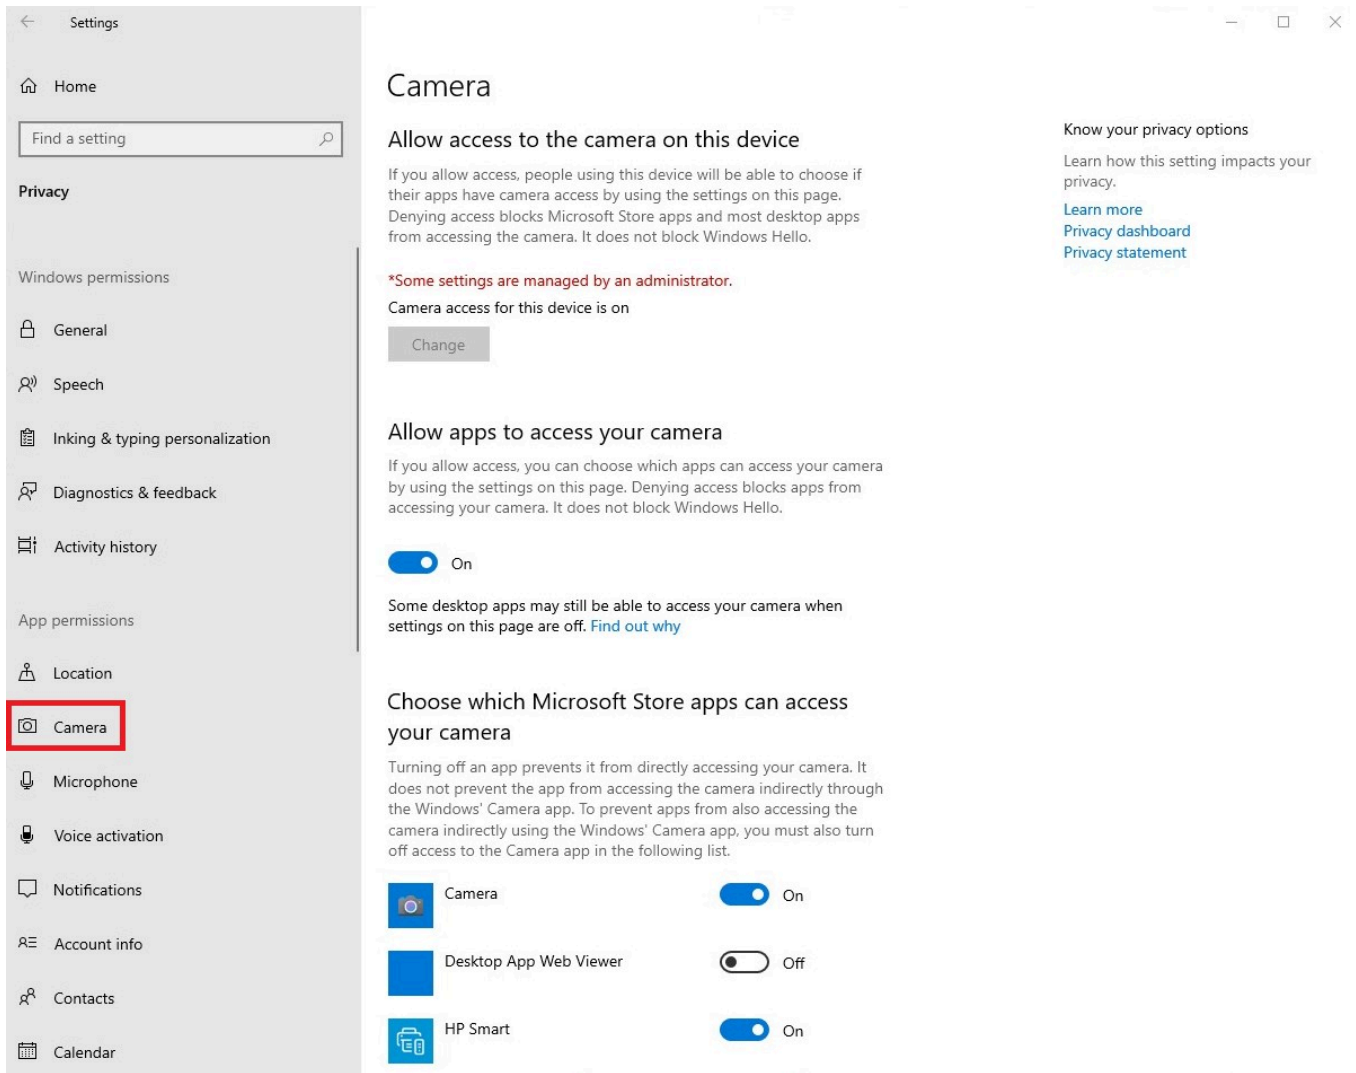 Settings
Home
Find a setting
Privacy
Windows permissions
General
Speech
Inking & typing personalization
Diagnostics & feedback
Activity history
App permissions
Location
Camera
Microphone
Voice activation
Notifications
Account info
Contacts
Calendar
Camera
Allow access to the camera on this device
If you allow access, people using this device will be able to choose if
their apps have camera access by using the settings on this page.
Denying access blocks Microsoft Store apps and most desktop apps
from accessing the camera. It does not block Windows Hello.
*Some settings are managed by an administrator.
Camera access for this device is on
Change
Allow apps to access your camera
If you allow access, you can choose which apps can access your camera
by using the settings on this page. Denying access blocks apps from
accessing your camera. It does not block Windows Hello.
On
Some desktop apps may still be able to access your camera when
settings on this page are off. Find out why
Choose which Microsoft Store apps can access
your camera
Turning off an app prevents it from directly accessing your camera. It
does not prevent the app from accessing the camera indirectly through
the Windows' Camera app. To prevent apps from also accessing the
camera indirectly using the Windows' Camera app, you must also turn
off access to the Camera app in the following list.
Camera On
Desktop App Web Viewer Off
HP Smart On
Know your privacy options
Learn how this setting impacts your
privacy.
Learn more
Privacy dashboard
Privacy statement